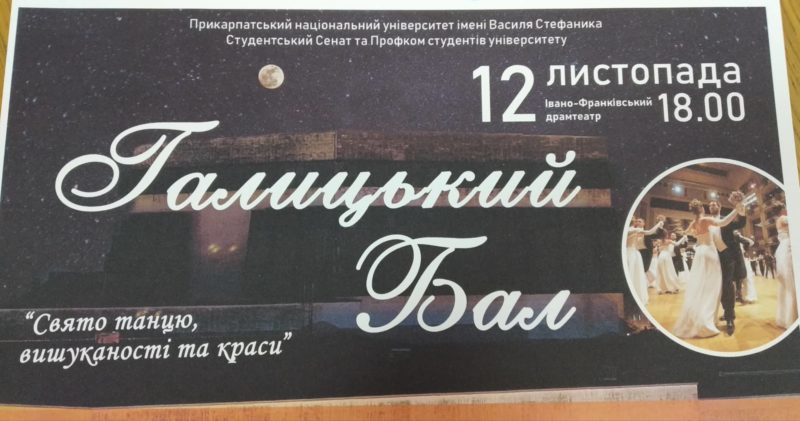 Прикарпатський національний університет імені Василя Стефаника
Студентський Сенат та Профком студентів університету
12 листопада
Івано-Франківський
драмтеатр
18.00
Галицький
Бал
“Свято танцю,
вишуканості та краси”